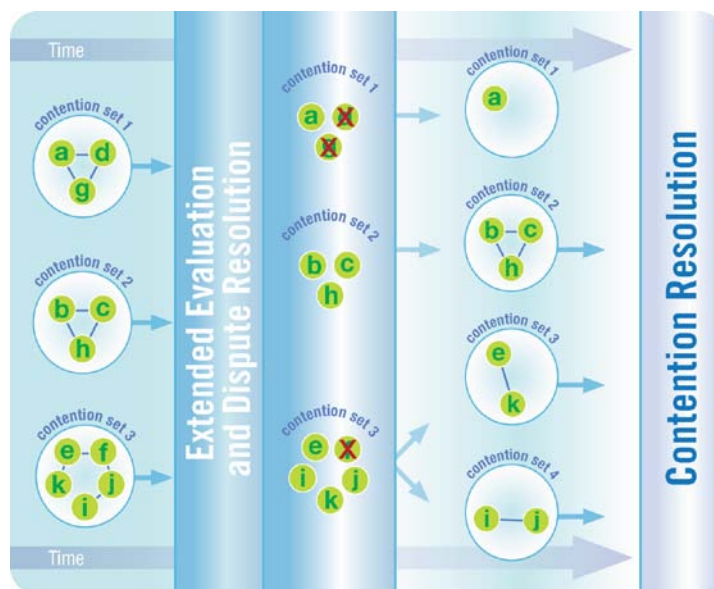 Time
contention set 1
a d
g
contention set 2
b c
h
contention set 3
e f
k j
i
Time
Extended Evaluation
and Dispute Resolution
contention set 1
a
contention set 2
b c
h
contention set 3
e
i j
k
contention set 1
a
contention set 2
b c
h
contention set 3
e
k
contention set 4
i j
Contention Resolution